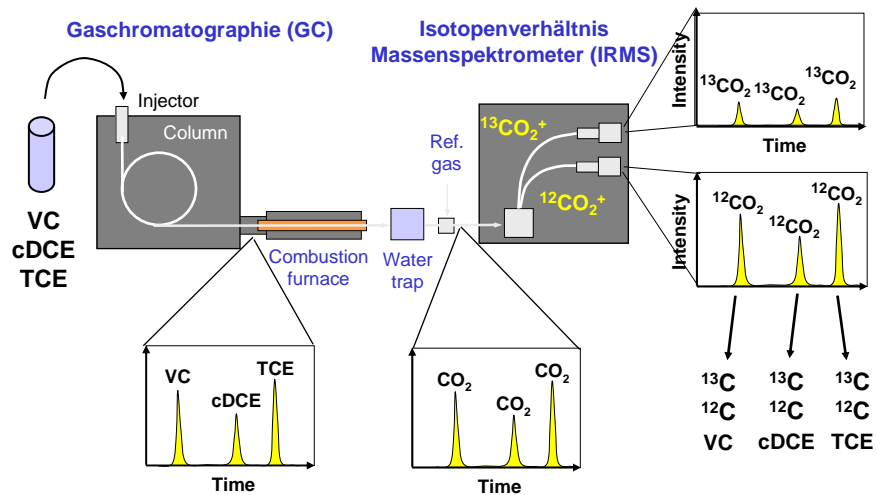 Gaschromatographie (GC)
Isotopenverhältnis
Massenspektrometer (IRMS)
Injector
Column
VC
cDCE
TCE
Combustion
furnace
Water
trap
Ref.
gas
¹³CO₂⁺
¹²CO₂⁺
Intensity
¹³CO₂
¹³CO₂
¹³CO₂
Time
Intensity
¹²CO₂
¹²CO₂
¹²CO₂
Time
VC
cDCE
TCE
Time
CO₂
CO₂
CO₂
Time
¹³C
¹²C
VC
¹³C
¹²C
cDCE
¹³C
¹²C
TCE